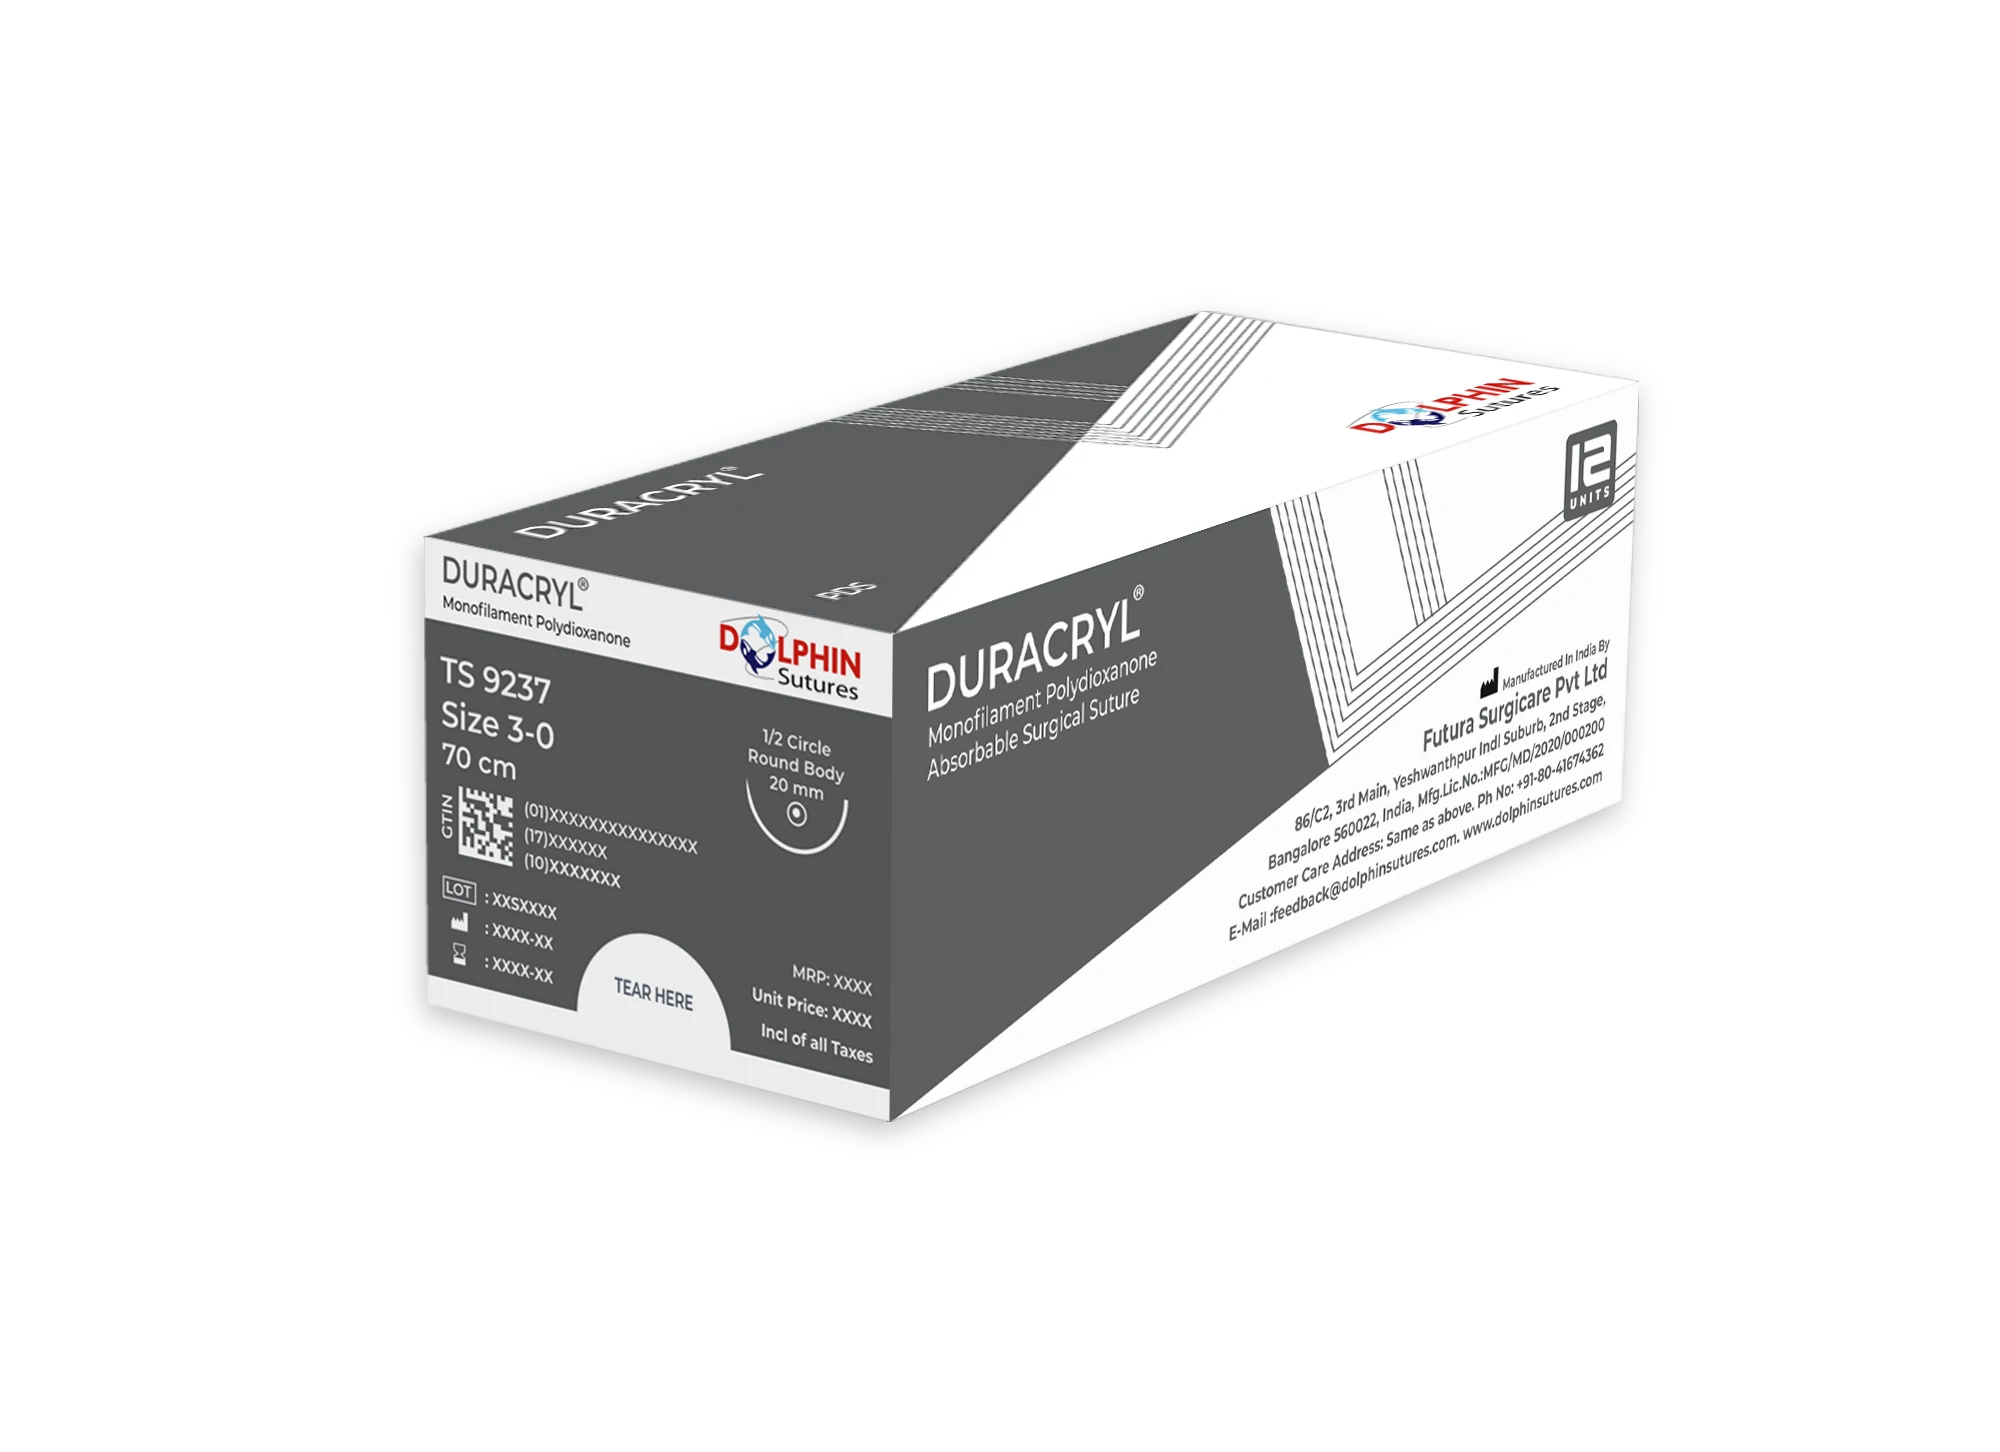 DURACRYL®
PDS
DOLPHIN
Sutures
DURACRYL®
Monofilament Polydioxanone
DOLPHIN
Sutures
TS 9237
Size 3-0
70 cm
1/2 Circle
Round Body
20 mm
GTIN
(01)XXXXXXXXXXXXXXX
(17)XXXXXX
(10)XXXXXXX
LOT : XXSXXXX
: XXXX-XX
: XXXX-XX
TEAR HERE
MRP: XXXX
Unit Price: XXXX
Incl of all Taxes
DURACRYL®
Monofilament Polydioxanone
Absorbable Surgical Suture
12
UNITS
Manufactured In India By
Futura Surgicare Pvt Ltd
86/C2, 3rd Main, Yeshwanthpur Indl Suburb, 2nd Stage,
Bangalore 560022, India, Mfg.Lic.No.:MFG/MD/2020/000200
Customer Care Address: Same as above. Ph No: +91-80-41674362
E-Mail :feedback@dolphinsutures.com. www.dolphinsutures.com